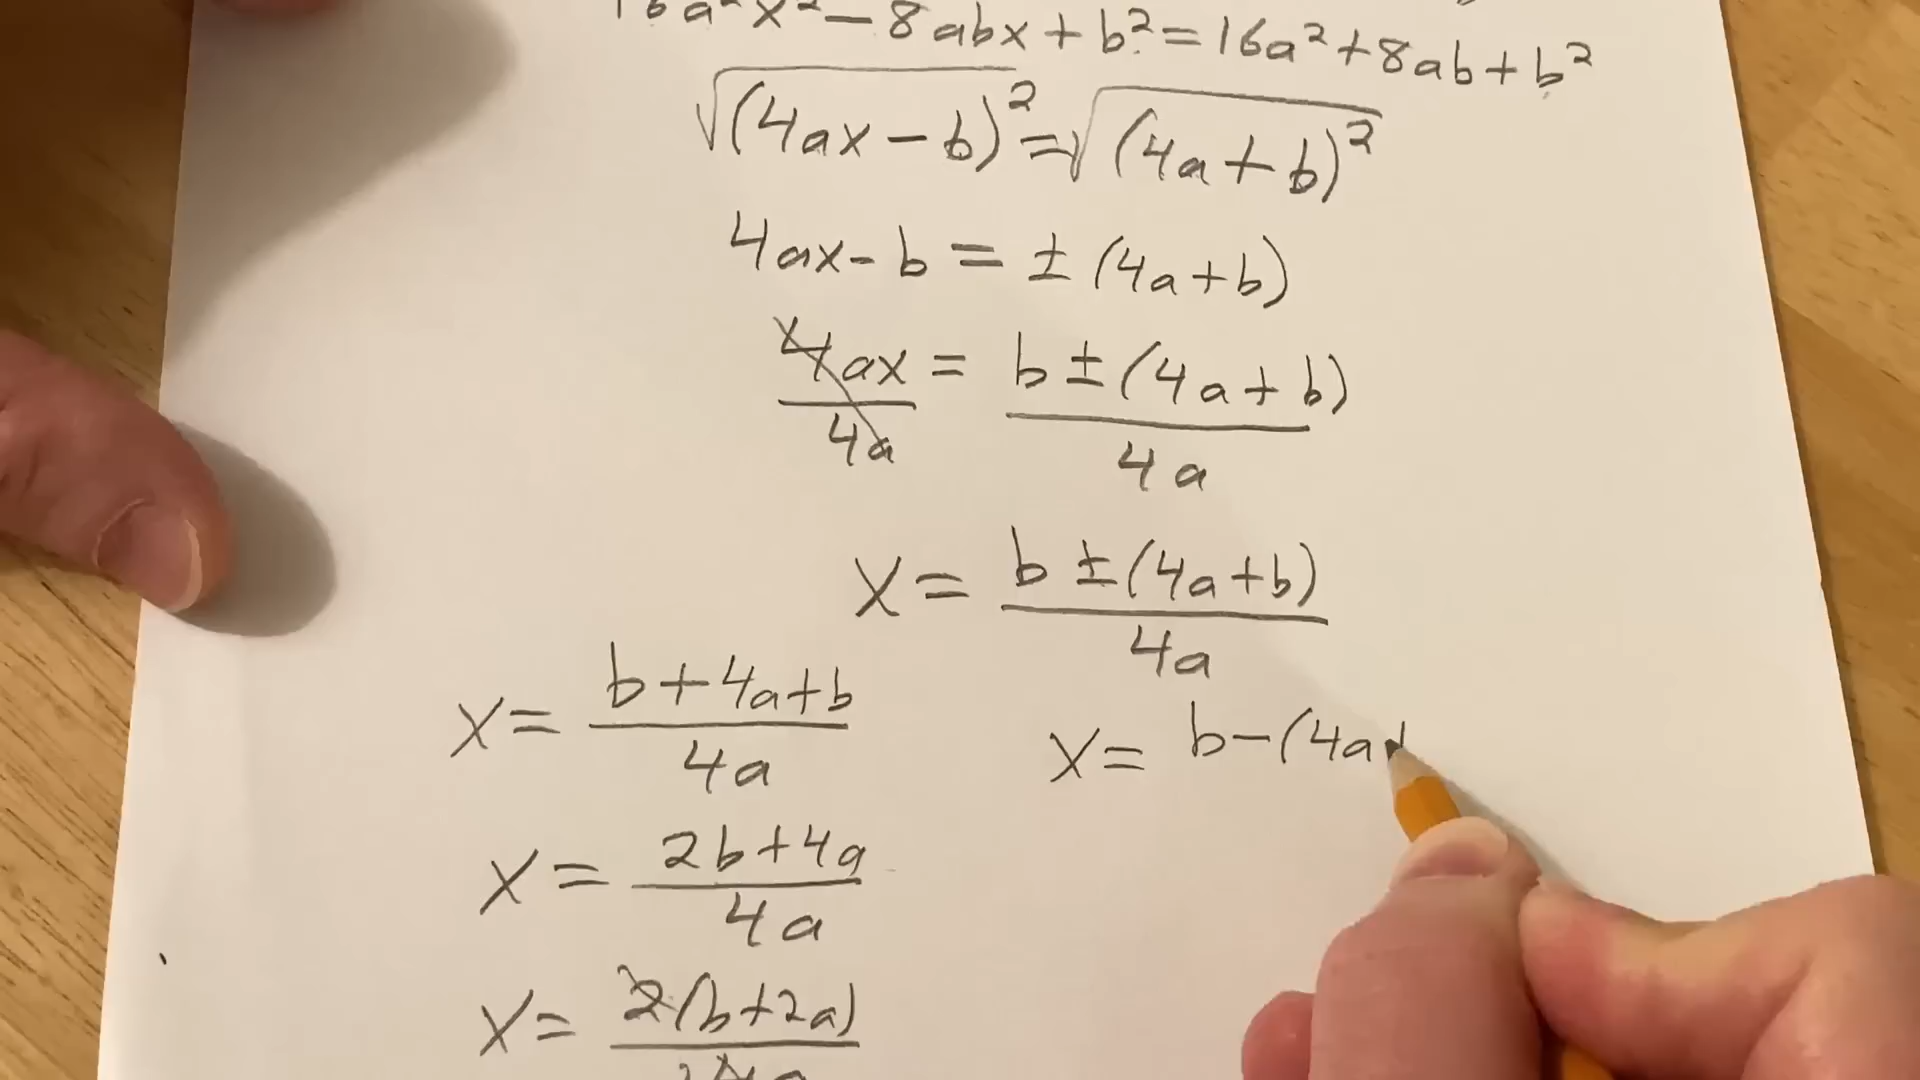 16a²x² − 8abx + b² = 16a² + 8ab + b²
√(4ax − b)² = √(4a + b)²
4ax − b = ± (4a + b)
4ax/4a = b ± (4a + b)/4a
x = b ± (4a + b)/4a
x = b + 4a + b/4a
x = b − (4a
x = 2b + 4a/4a
x = 2(b + 2a)